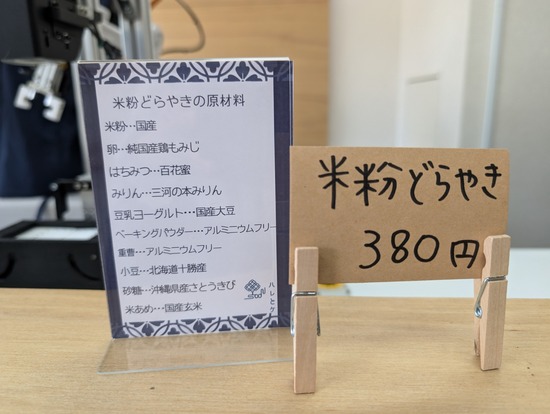 米粉どらやきの原材料
米粉…国産
卵…純国産鶏もみじ
はちみつ…百花蜜
みりん…三河の本みりん
豆乳ヨーグルト…国産大豆
ベーキングパウダー…アルミニウムフリー
重曹…アルミニウムフリー
小豆…北海道十勝産
砂糖…沖縄県産さとうきび
米あめ…国産玄米
ハレとケ
米粉どらやき
380円